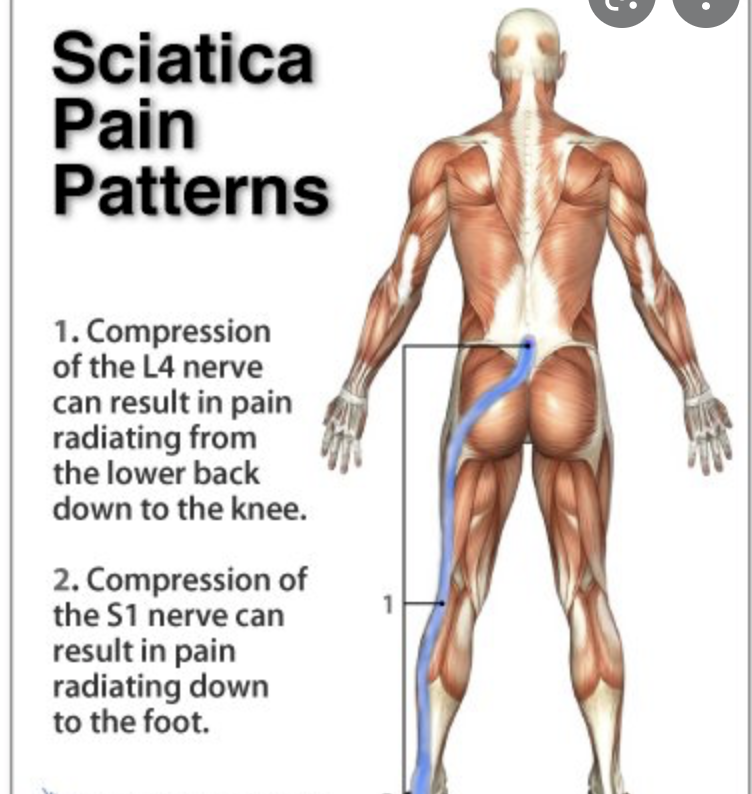 Sciatica
Pain
Patterns
1. Compression
of the L4 nerve
can result in pain
radiating from
the lower back
down to the knee.
2. Compression of
the S1 nerve can
result in pain
radiating down
to the foot.
1